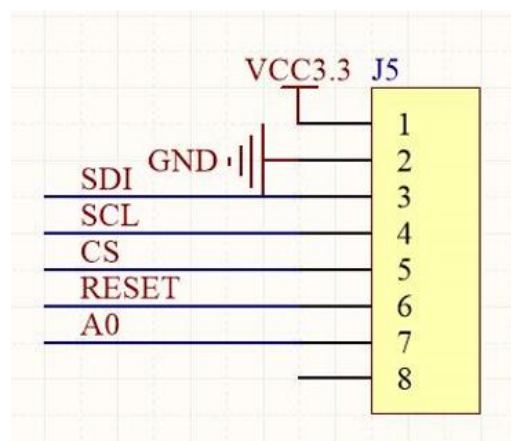 VCC3.3 J5
1
GND 2
SDI 3
SCL 4
CS 5
RESET 6
A0 7
8